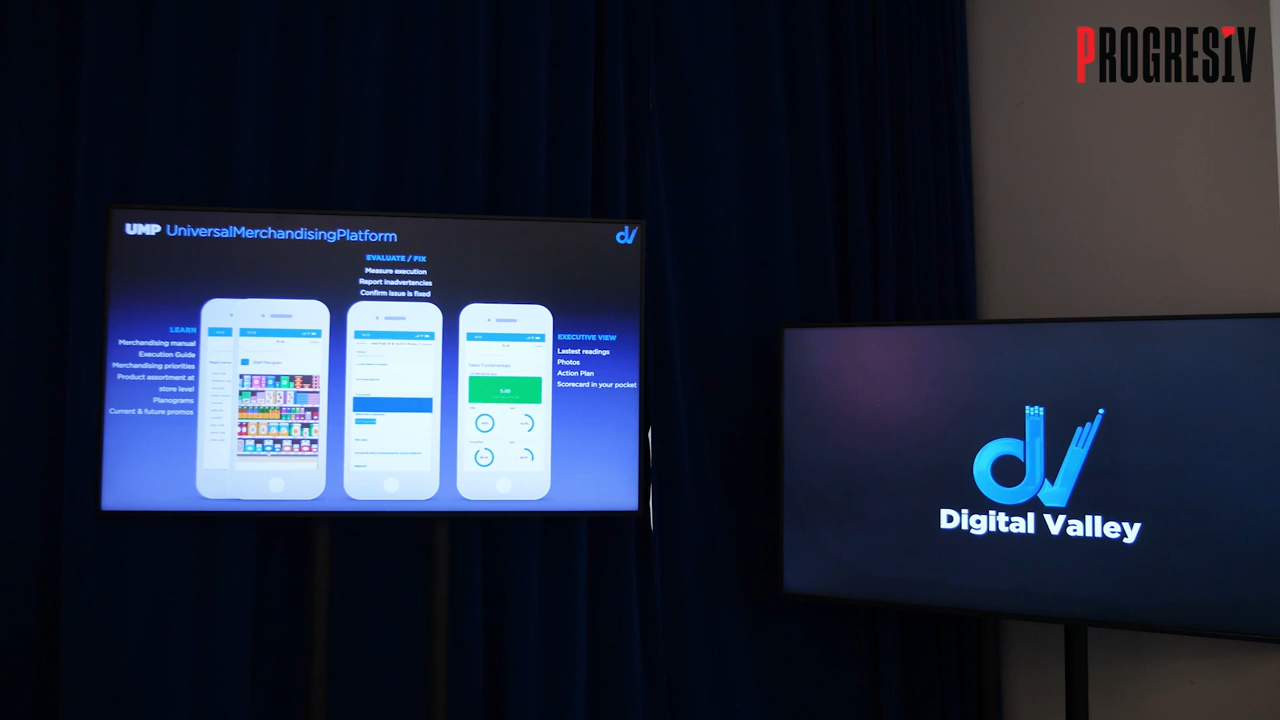 PROGRESIV
UMP UniversalMerchandisingPlatform
dv
EVALUATE / FIX
Measure execution
Report inadvertencies
Confirm issue is fixed
LEARN
Merchandising manual
Execution Guide
Merchandising priorities
Product assortment at
store level
Planograms
Current & future promos
EXECUTIVE VIEW
Lastest readings
Photos
Action Plan
Scorecard in your pocket
dv
Digital Valley